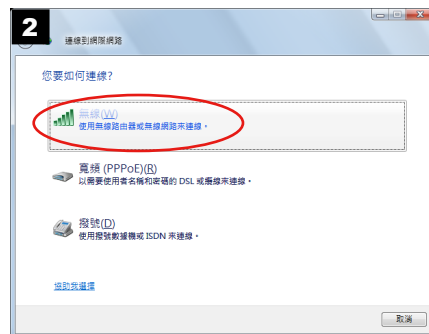 2
連線到網際網路
您要如何連線?
無線(W)
使用無線路由器或無線網路來連線。
寬頻 (PPPoE)(R)
以需要使用者名稱和密碼的 DSL 或纜線來連線。
撥號(D)
使用撥號數據機或 ISDN 來連線。
協助我選擇
取消